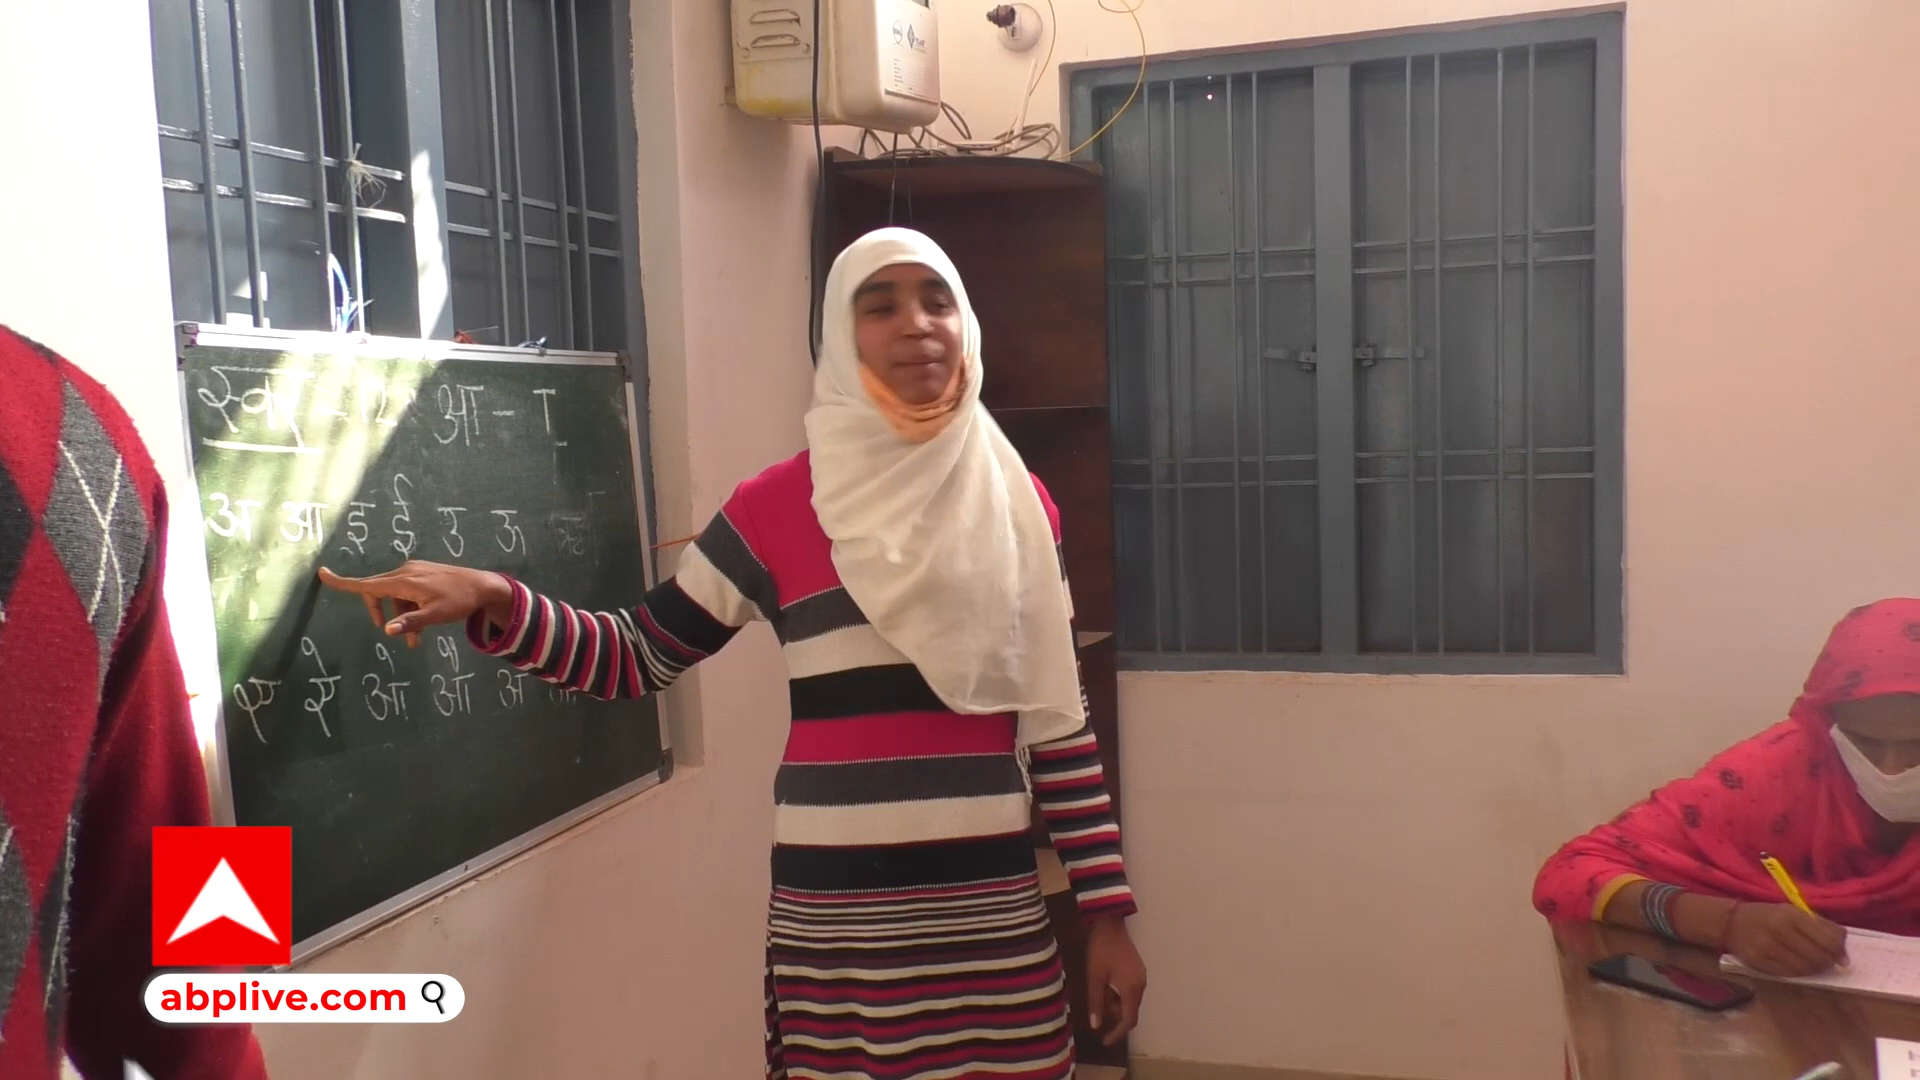 स्वर - आ - ा
अ आ इ ई उ ऊ ऋ
ए ऐ ओ औ अ
abplive.com